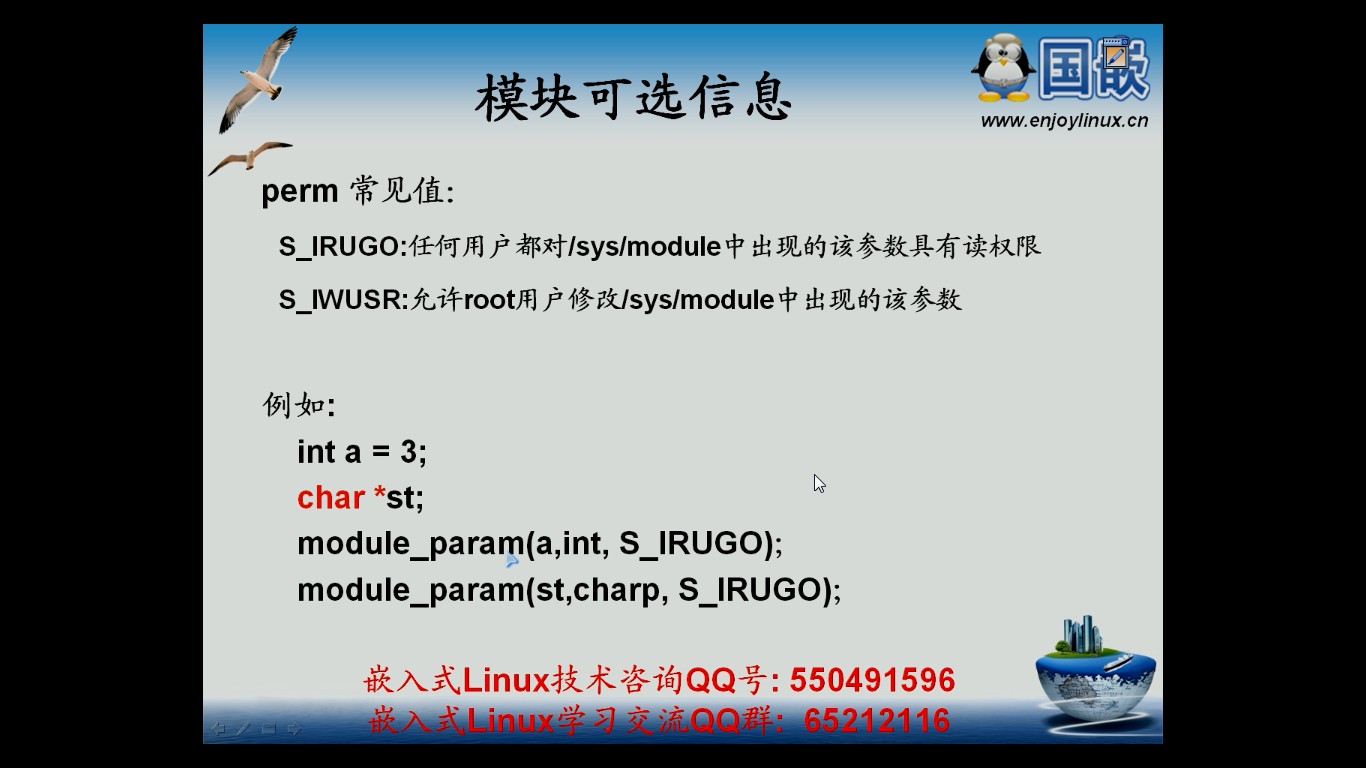 模块可选信息
国嵌
www.enjoylinux.cn
perm 常见值:
S_IRUGO:任何用户都对/sys/module中出现的该参数具有读权限
S_IWUSR:允许root用户修改/sys/module中出现的该参数
例如:
int a = 3;
char *st;
module_param(a,int, S_IRUGO);
module_param(st,charp, S_IRUGO);
嵌入式Linux技术咨询QQ号: 550491596
嵌入式Linux学习交流QQ群: 65212116